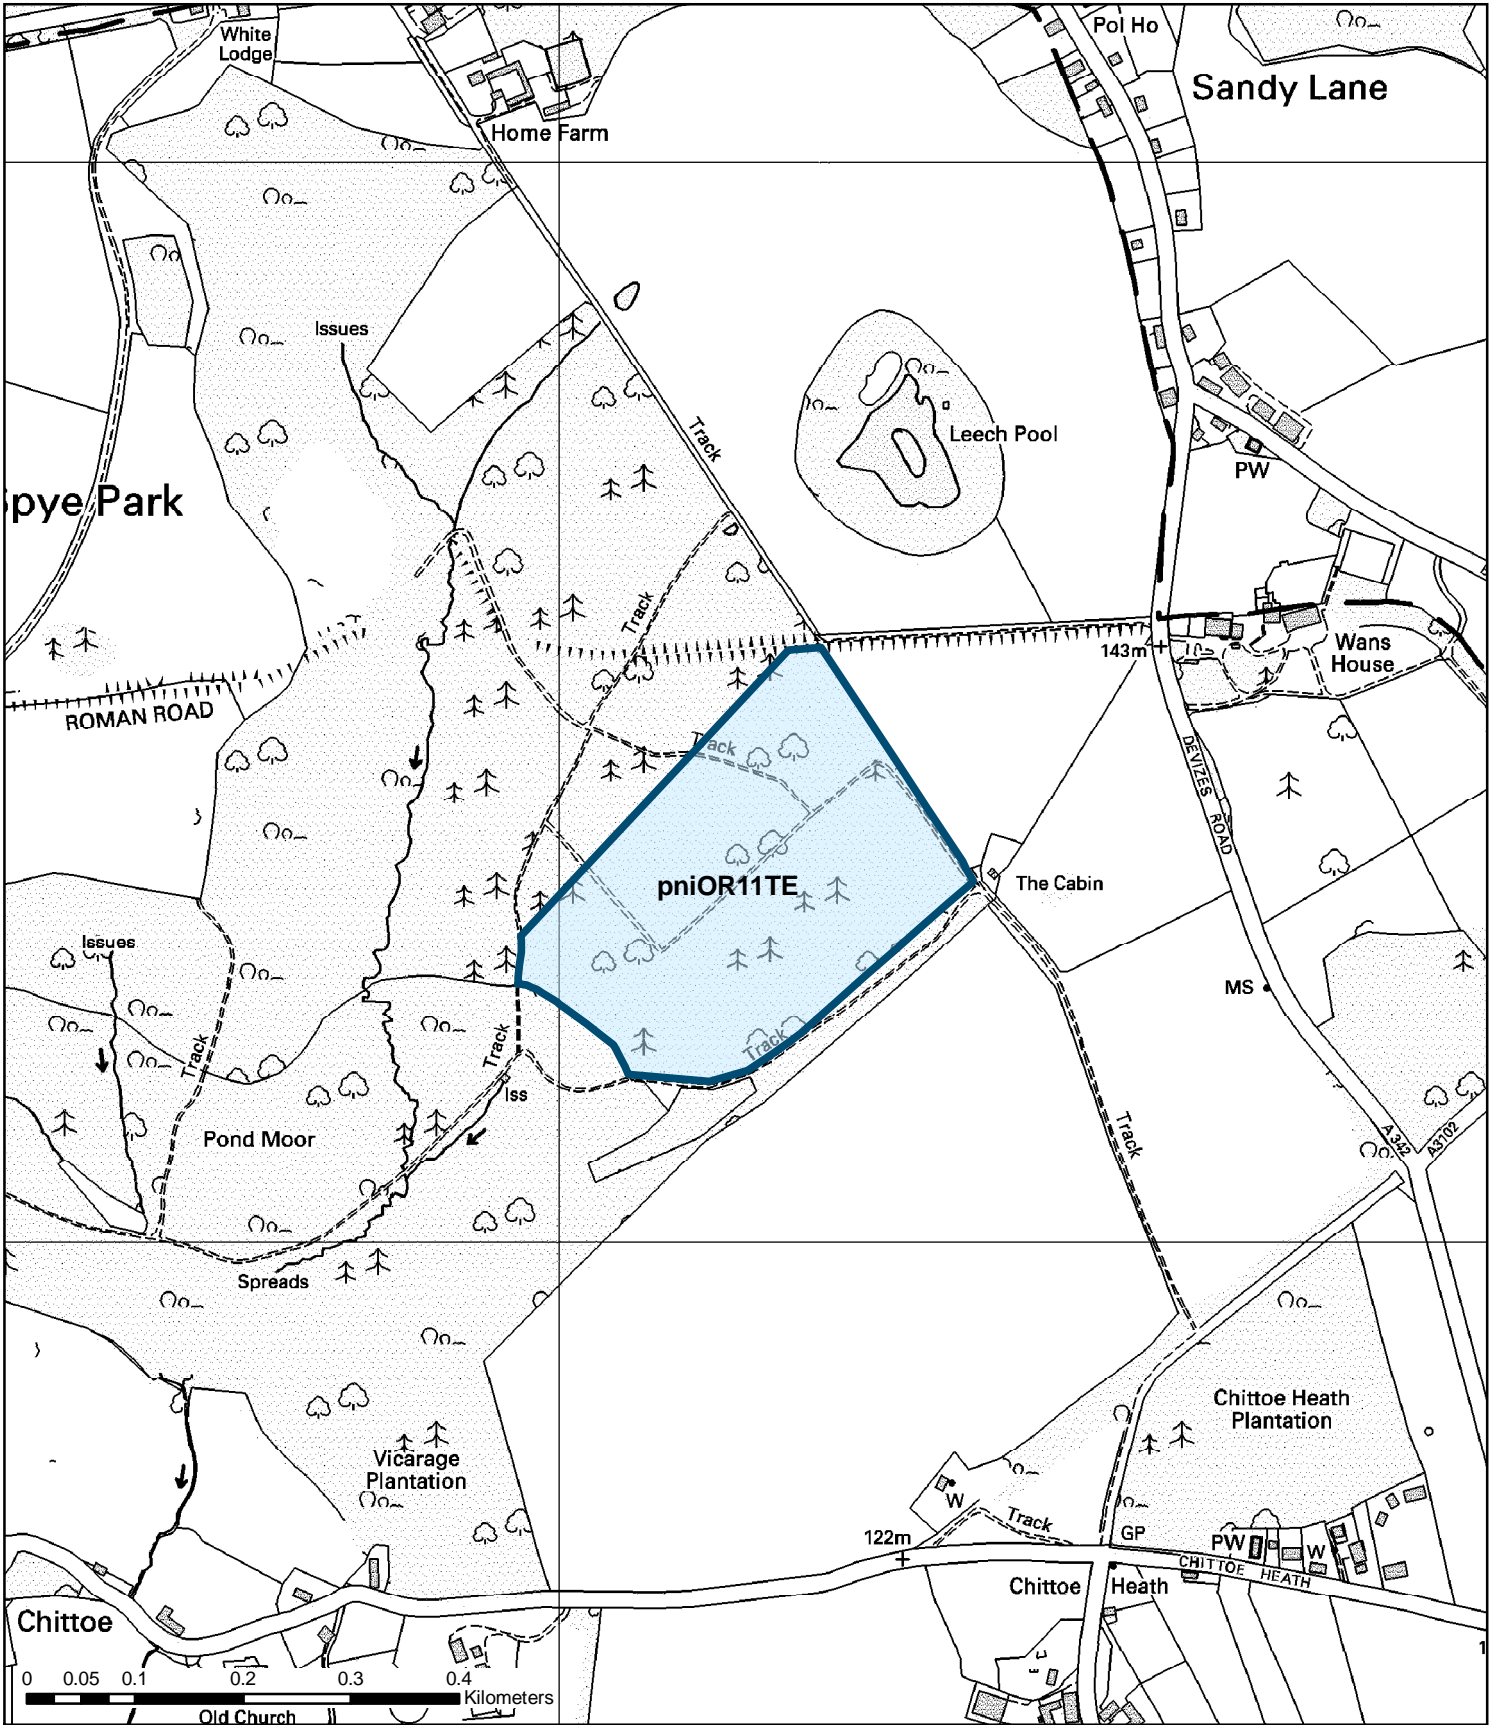 White
Lodge
Pol Ho
Sandy Lane
Home Farm
Issues
Track
Leech Pool
PW
Spye Park
Track
143m
Wans
House
ROMAN ROAD
Track
DEVIZES ROAD
pniOR11TE
The Cabin
Issues
MS
Track
Track
Track
Iss
Track
A342
A3102
Pond Moor
Spreads
Chittoe Heath
Plantation
Vicarage
Plantation
W
Track
122m
GP
PW
W
CHITTOE HEATH
Chittoe Heath
Chittoe
0 0.05 0.1 0.2 0.3 0.4
Kilometers
Old Church